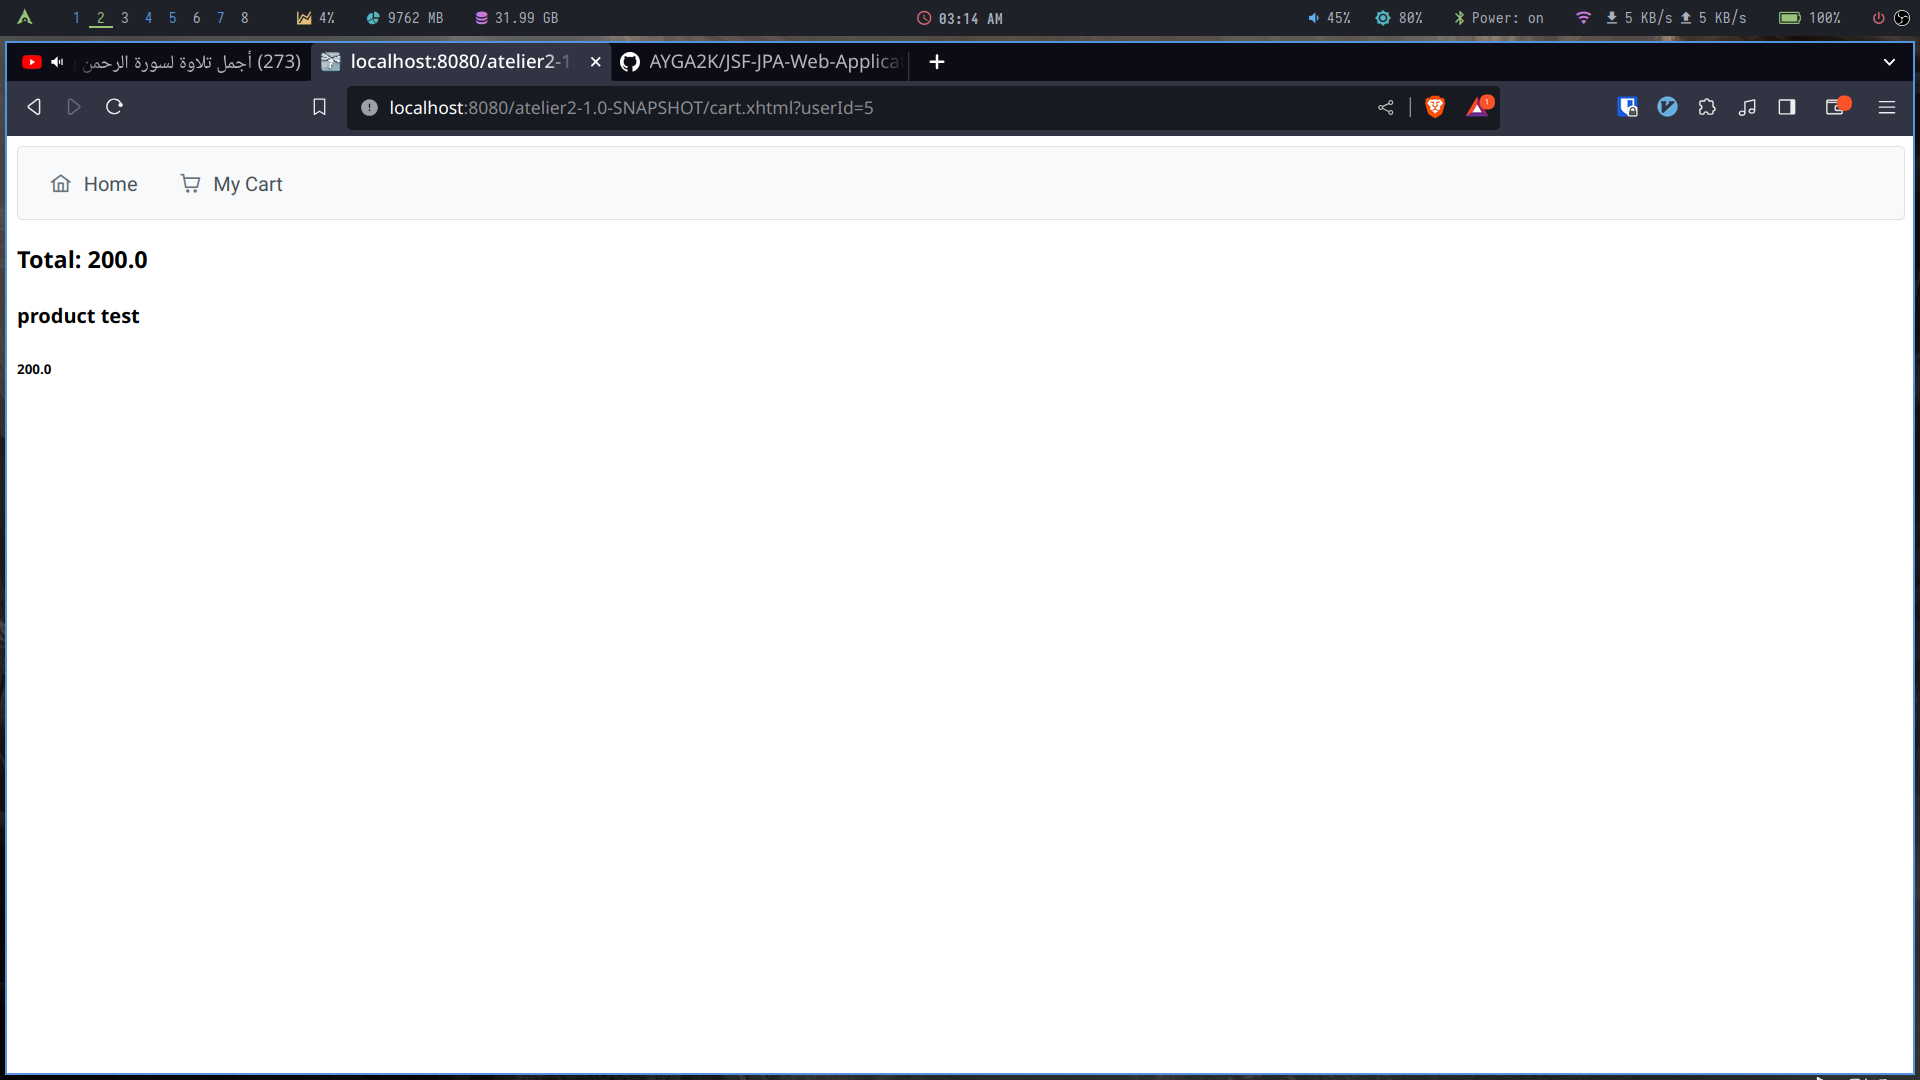 1 2 3 4 5 6 7 8 4% 9762 MB 31.99 GB 03:14 AM 45% 80% Power: on 5 KB/s 5 KB/s 100%
(273) أجمل تلاوة لسورة الرحمن localhost:8080/atelier2-1 AYGA2K/JSF-JPA-Web-Applica
localhost:8080/atelier2-1.0-SNAPSHOT/cart.xhtml?userId=5 1
Home My Cart
Total: 200.0
product test
200.0